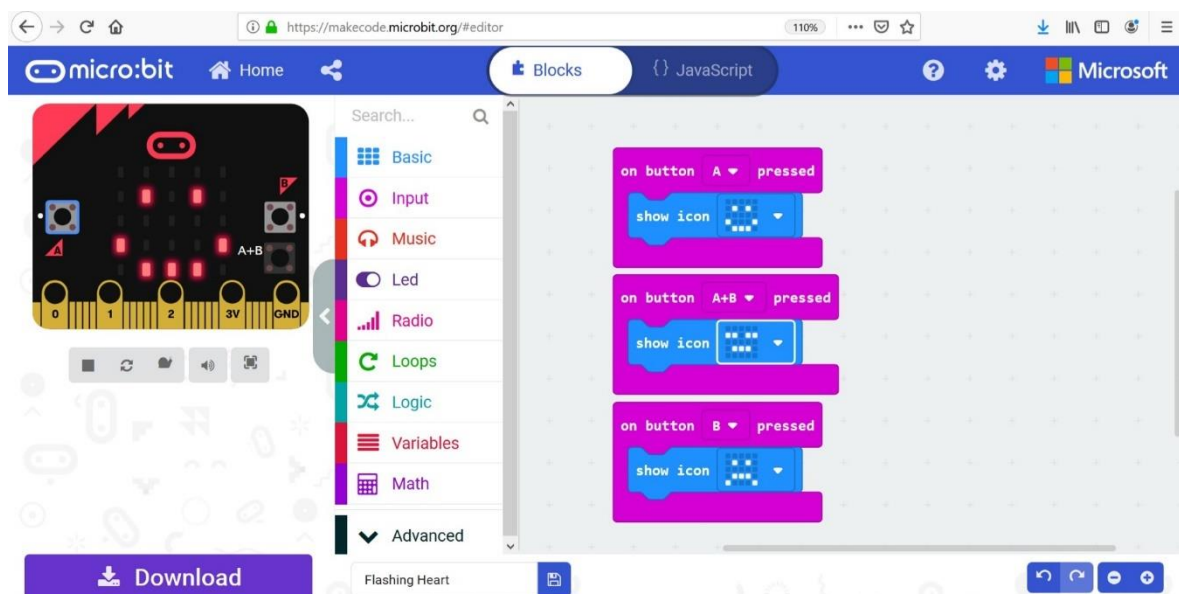 https://makecode.microbit.org/#editor
110%
micro:bit
Home
Blocks
{} JavaScript
Microsoft
A
B
A+B
0
1
2
3V
GND
Search...
Basic
Input
Music
Led
Radio
Loops
Logic
Variables
Math
Advanced
on button A pressed
show icon
on button A+B pressed
show icon
on button B pressed
show icon
Download
Flashing Heart